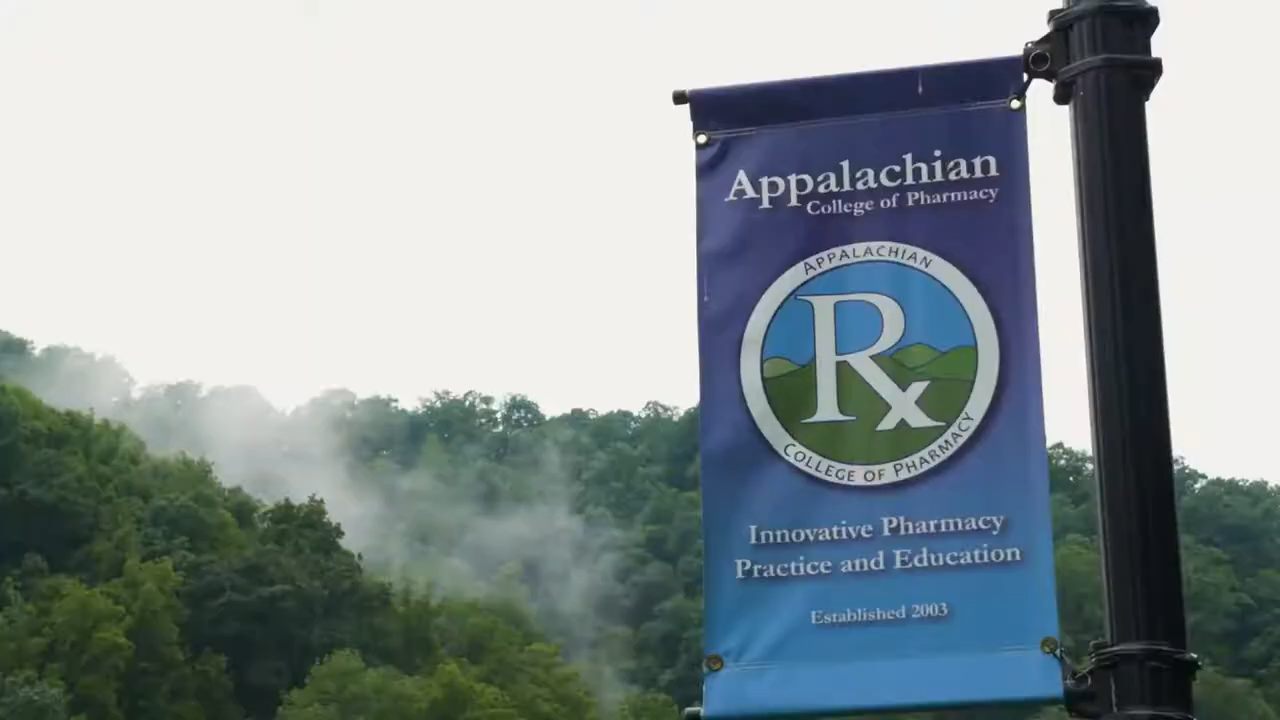 Appalachian
College of Pharmacy
APPALACHIAN
Rx
COLLEGE OF PHARMACY
Innovative Pharmacy
Practice and Education
Established 2003